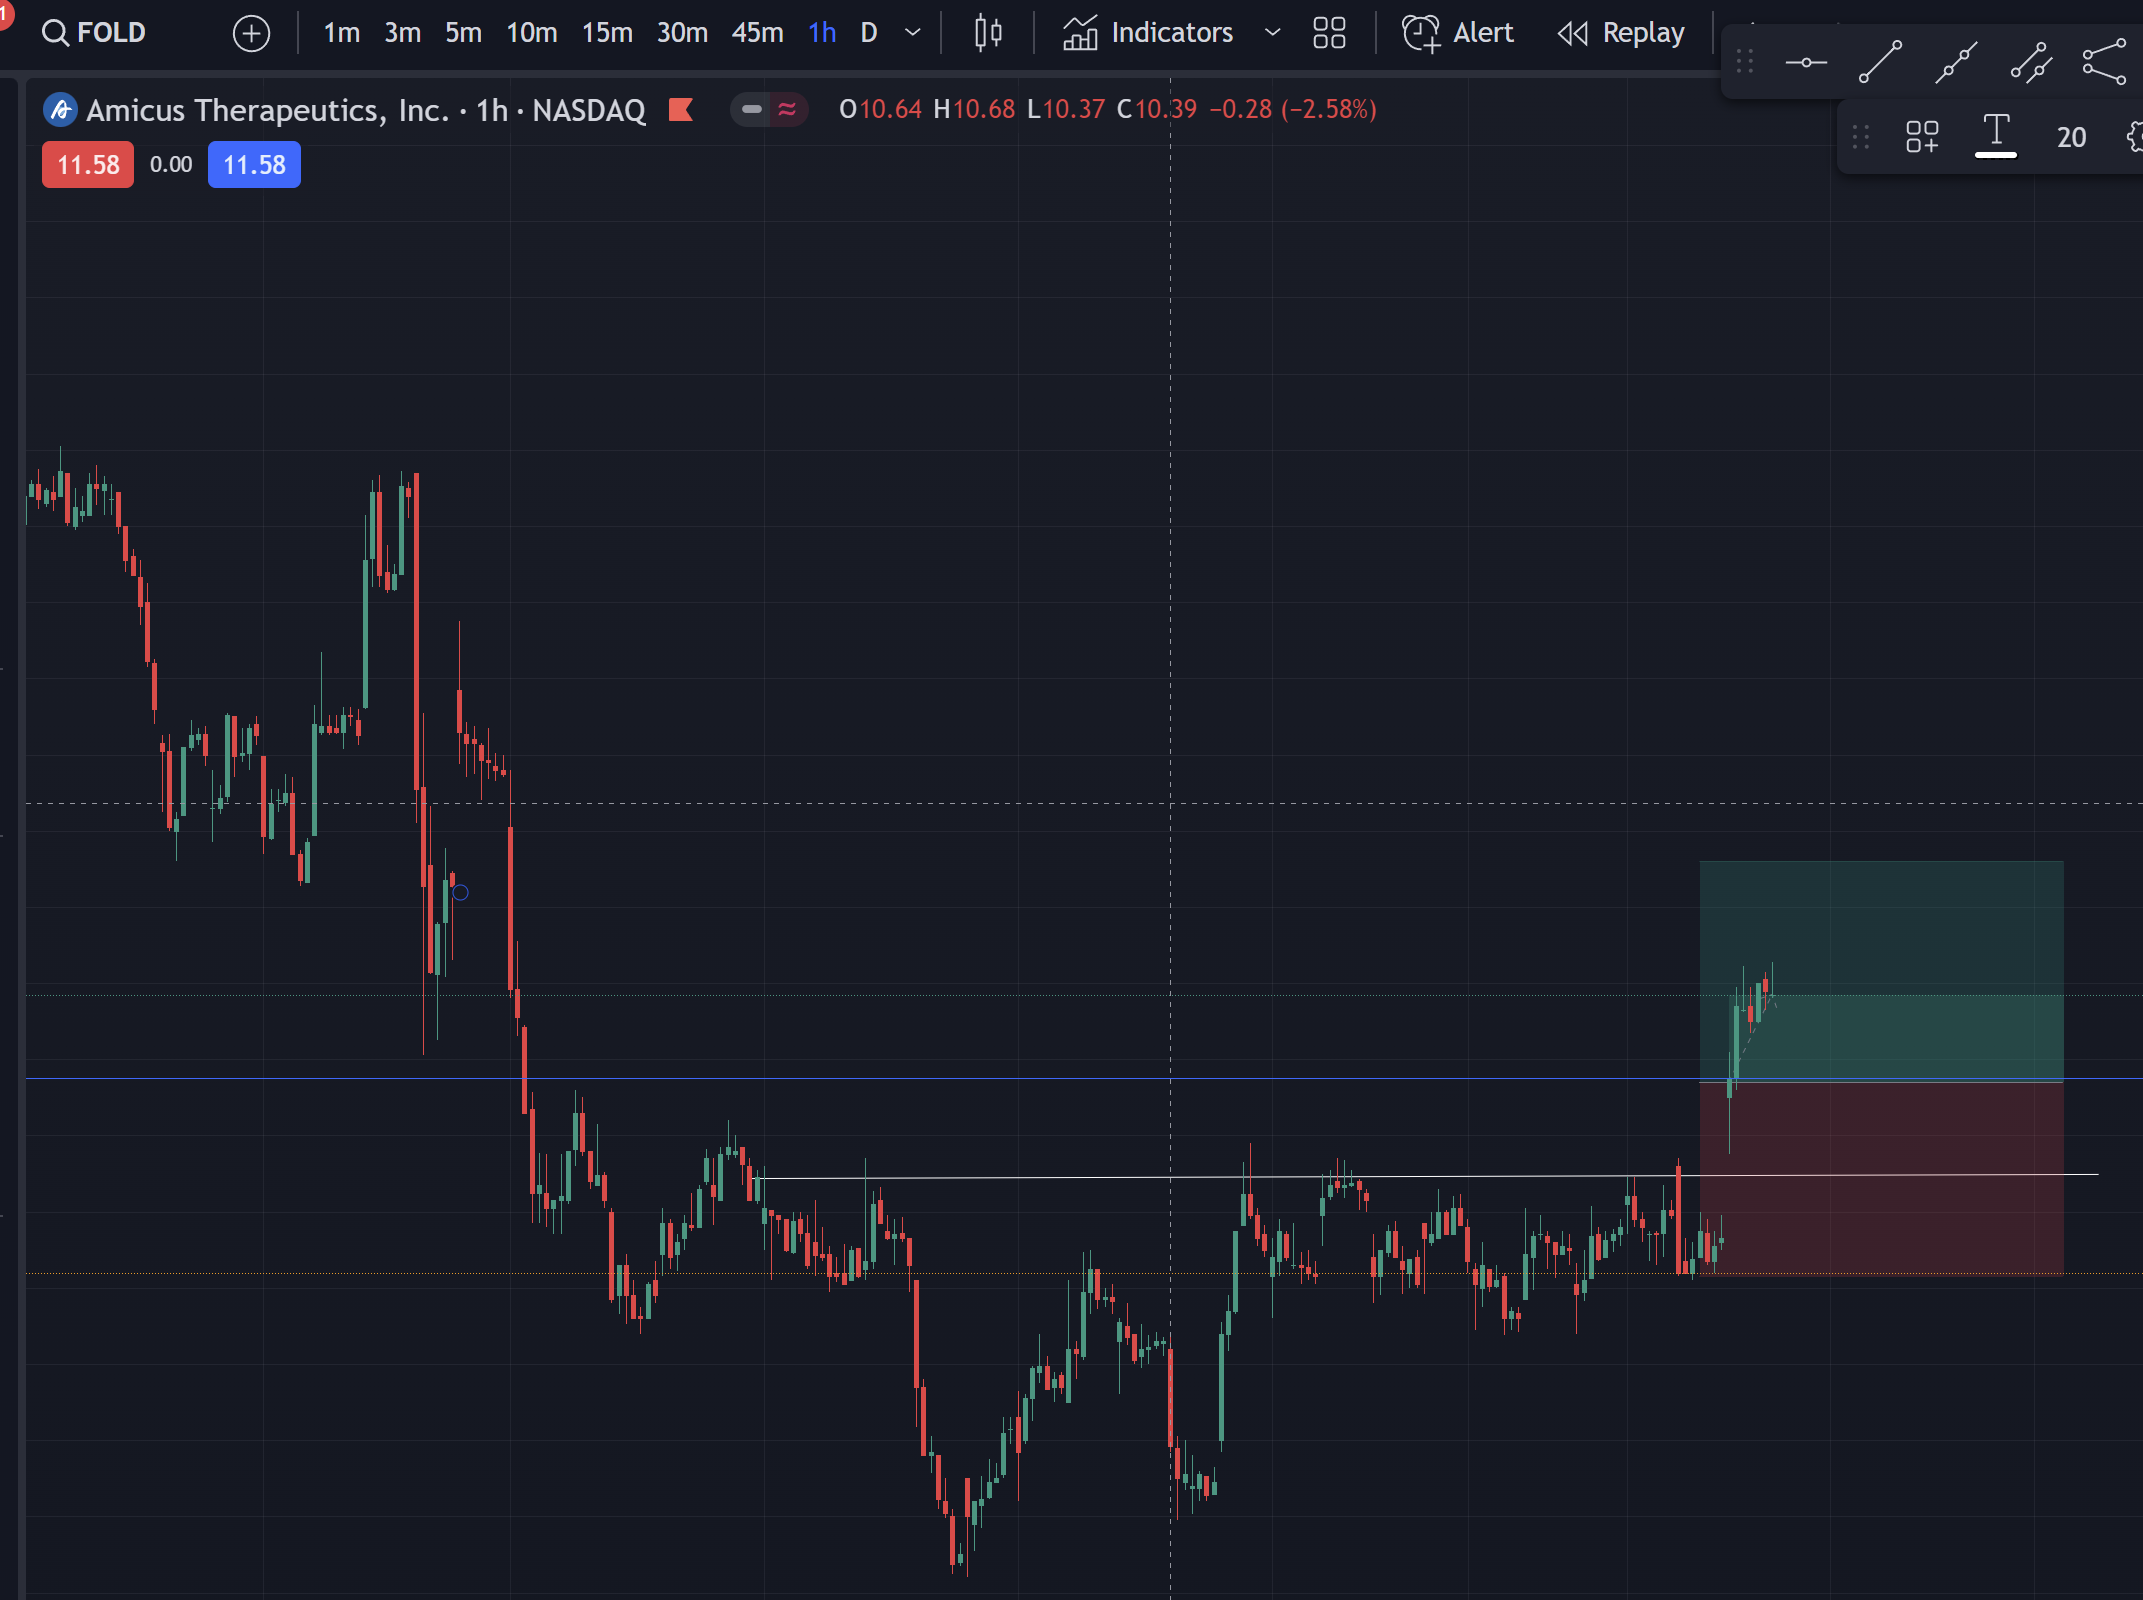 1
FOLD 1m 3m 5m 10m 15m 30m 45m 1h D Indicators Alert Replay
Amicus Therapeutics, Inc. · 1h · NASDAQ O10.64 H10.68 L10.37 C10.39 −0.28 (−2.58%)
11.58 0.00 11.58
T 20